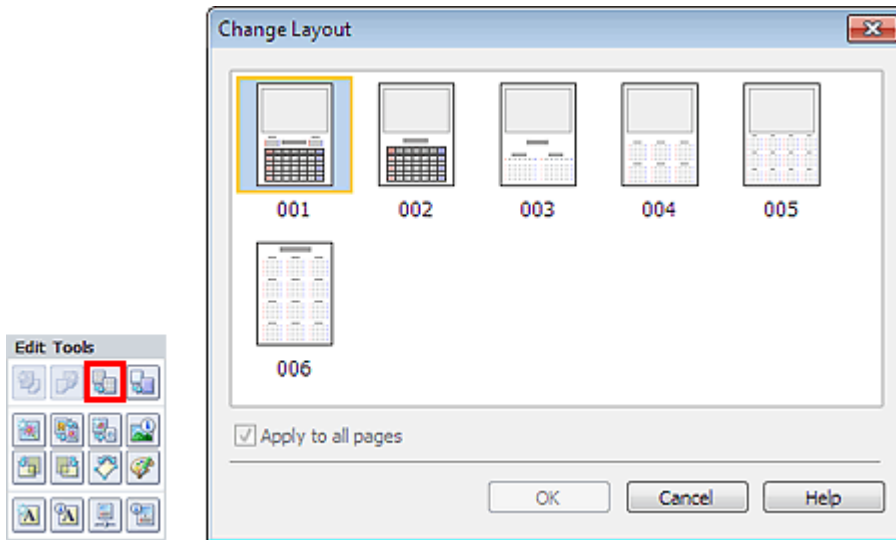 Change Layout
001 002 003 004 005
006
Edit Tools
Apply to all pages
OK Cancel Help